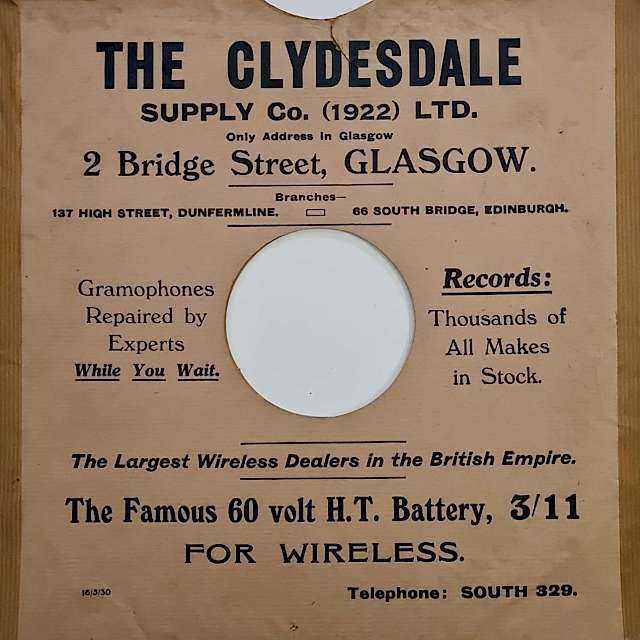 THE CLYDESDALE
SUPPLY Co. (1922) LTD.
Only Address in Glasgow
2 Bridge Street, GLASGOW.
Branches—
137 HIGH STREET, DUNFERMLINE. 66 SOUTH BRIDGE, EDINBURGH.
Gramophones
Repaired by
Experts
While You Wait.
Records:
Thousands of
All Makes
in Stock.
The Largest Wireless Dealers in the British Empire.
The Famous 60 volt H.T. Battery, 3/11
FOR WIRELESS.
16/5/30
Telephone: SOUTH 329.